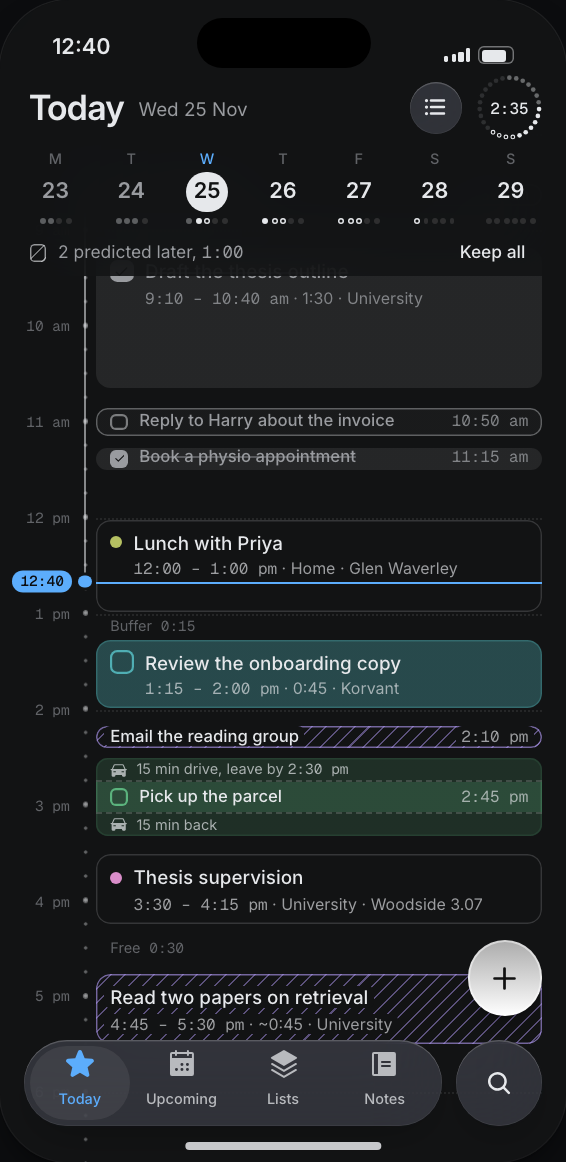 12:40
Today Wed 25 Nov
2:35
M T W T F S S
23 24 25 26 27 28 29
2 predicted later, 1:00 Keep all
Draft the thesis outline
9:10 – 10:40 am · 1:30 · University
10 am
11 am
Reply to Harry about the invoice 10:50 am
Book a physio appointment 11:15 am
12 pm
Lunch with Priya
12:00 – 1:00 pm · Home · Glen Waverley
12:40
1 pm
Buffer 0:15
Review the onboarding copy
1:15 – 2:00 pm · 0:45 · Korvant
2 pm
Email the reading group 2:10 pm
15 min drive, leave by 2:30 pm
Pick up the parcel 2:45 pm
3 pm
15 min back
Thesis supervision
3:30 – 4:15 pm · University · Woodside 3.07
4 pm
Free 0:30
5 pm
Read two papers on retrieval
4:45 – 5:30 pm · ~0:45 · University
Today Upcoming Lists Notes